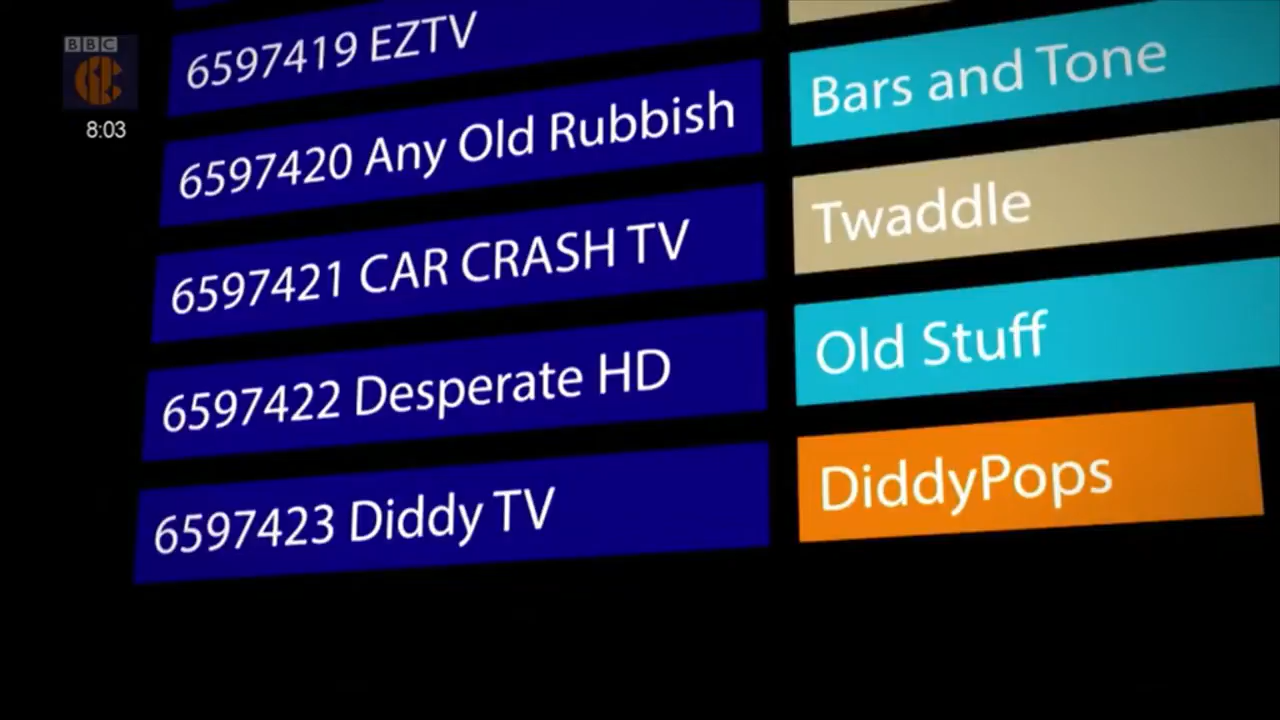 BBC
8:03
6597419 EZTV
6597420 Any Old Rubbish
Bars and Tone
6597421 CAR CRASH TV
Twaddle
6597422 Desperate HD
Old Stuff
6597423 Diddy TV
DiddyPops